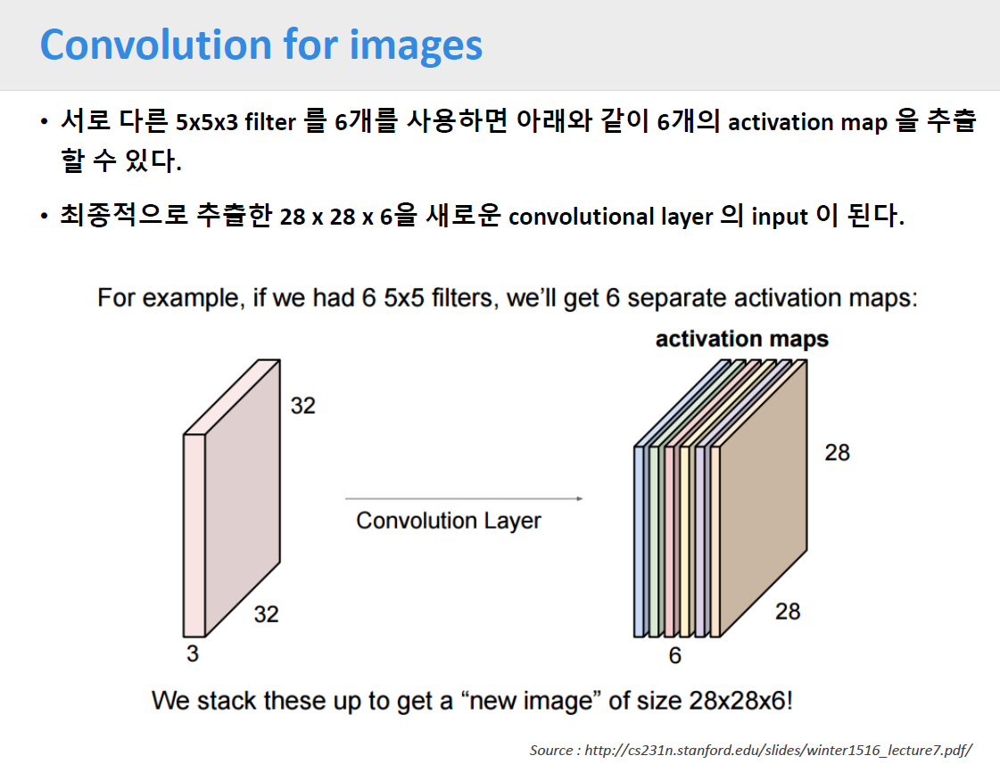 Convolution for images
• 서로 다른 5x5x3 filter 를 6개를 사용하면 아래와 같이 6개의 activation map 을 추출
할 수 있다.
• 최종적으로 추출한 28 x 28 x 6을 새로운 convolutional layer 의 input 이 된다.
For example, if we had 6 5x5 filters, we’ll get 6 separate activation maps:
activation maps
32
28
Convolution Layer
32
28
3
6
We stack these up to get a “new image” of size 28x28x6!
Source : http://cs231n.stanford.edu/slides/winter1516_lecture7.pdf/